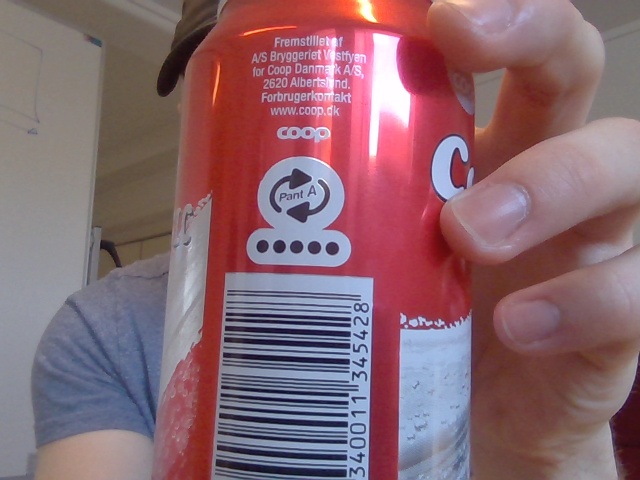 Fremstillet af
A/S Bryggeriet Vestfyen
for Coop Danmark A/S,
2620 Albertslund.
Forbrugerkontakt
www.coop.dk
coop
Pant A
340011 345428